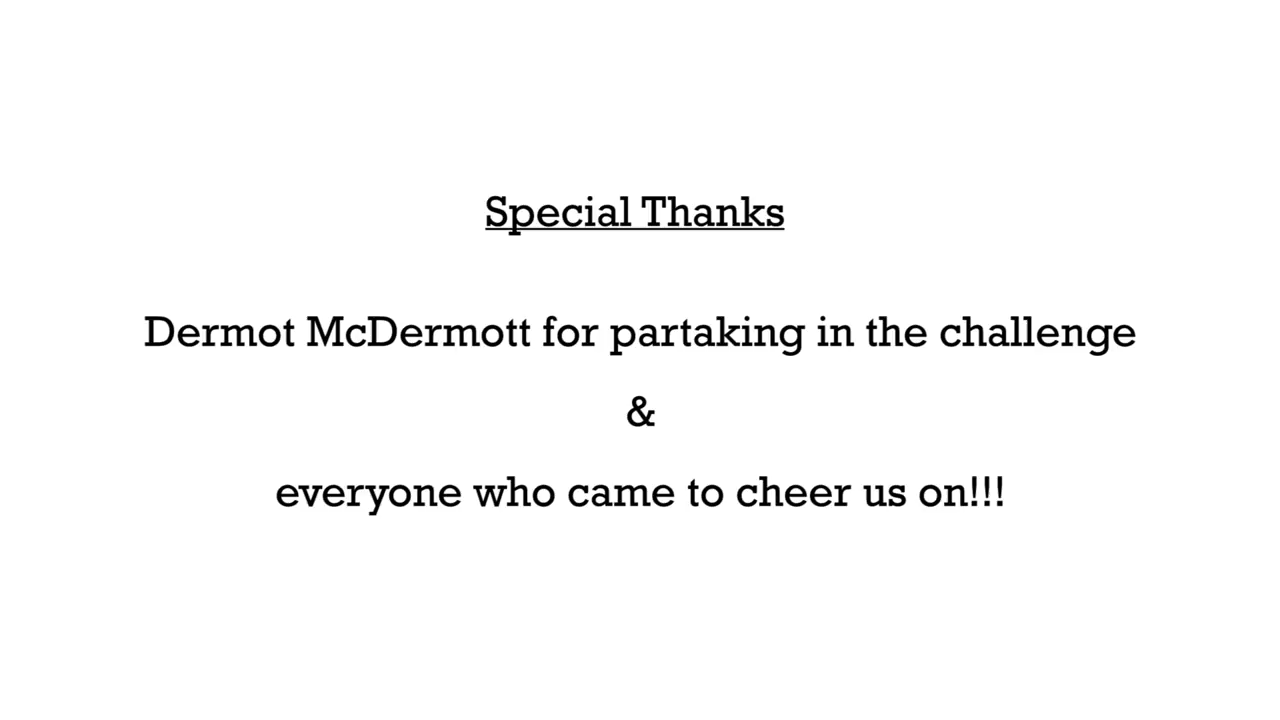 Special Thanks
Dermot McDermott for partaking in the challenge
&
everyone who came to cheer us on!!!